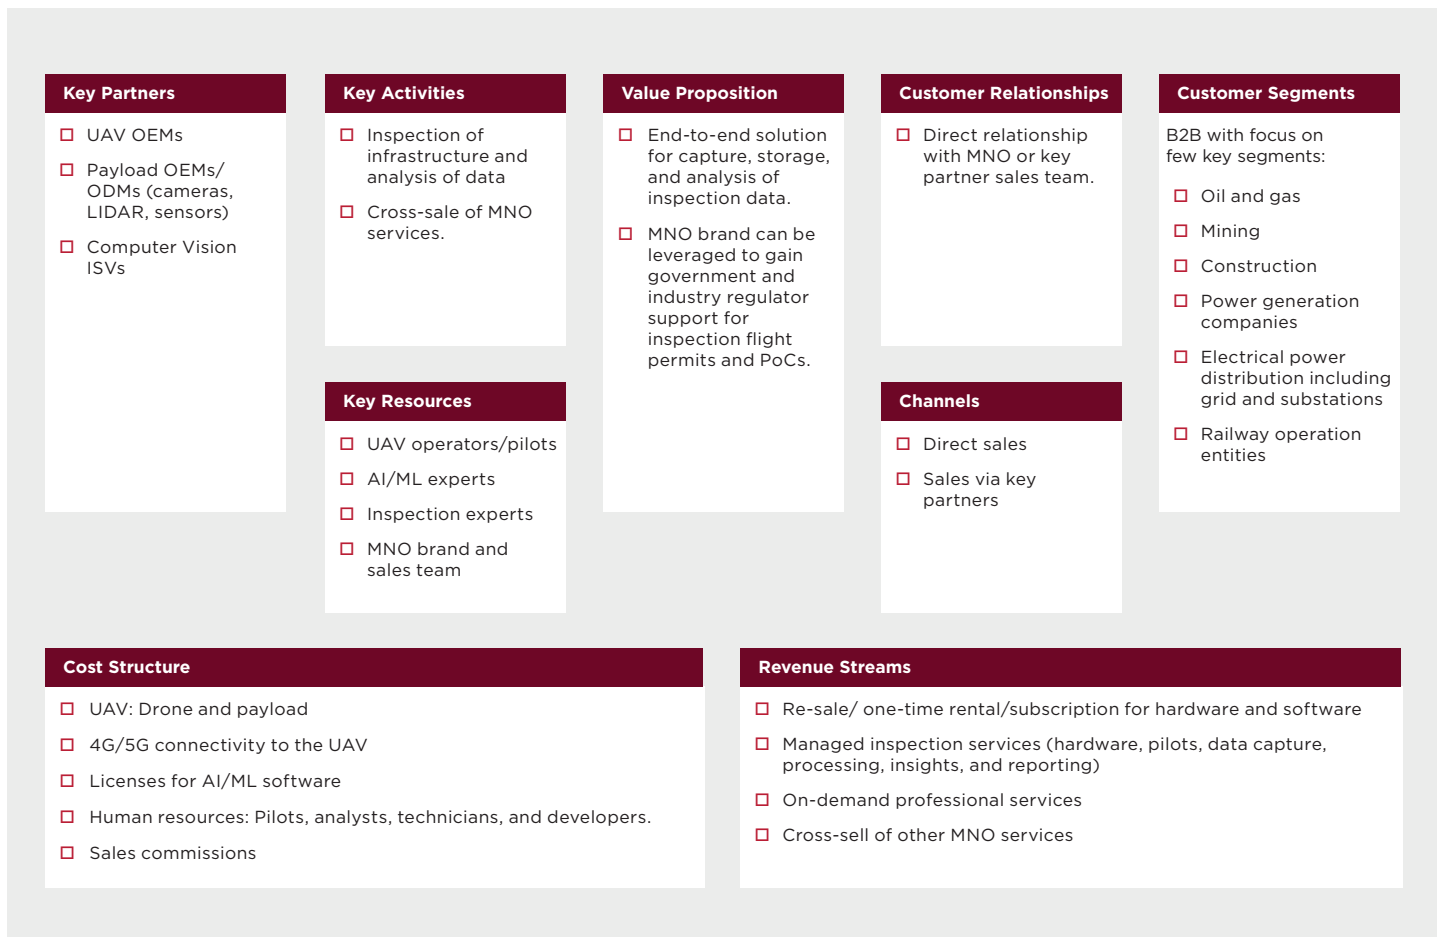 Key Partners
UAV OEMs
Payload OEMs/
ODMs (cameras,
LIDAR, sensors)
Computer Vision
ISVs
Key Activities
Inspection of
infrastructure and
analysis of data
Cross-sale of MNO
services.
Key Resources
UAV operators/pilots
AI/ML experts
Inspection experts
MNO brand and
sales team
Value Proposition
End-to-end solution
for capture, storage,
and analysis of
inspection data.
MNO brand can be
leveraged to gain
government and
industry regulator
support for
inspection flight
permits and PoCs.
Customer Relationships
Direct relationship
with MNO or key
partner sales team.
Channels
Direct sales
Sales via key
partners
Customer Segments
B2B with focus on
few key segments:
Oil and gas
Mining
Construction
Power generation
companies
Electrical power
distribution including
grid and substations
Railway operation
entities
Cost Structure
UAV: Drone and payload
4G/5G connectivity to the UAV
Licenses for AI/ML software
Human resources: Pilots, analysts, technicians, and developers.
Sales commissions
Revenue Streams
Re-sale/ one-time rental/subscription for hardware and software
Managed inspection services (hardware, pilots, data capture,
processing, insights, and reporting)
On-demand professional services
Cross-sell of other MNO services